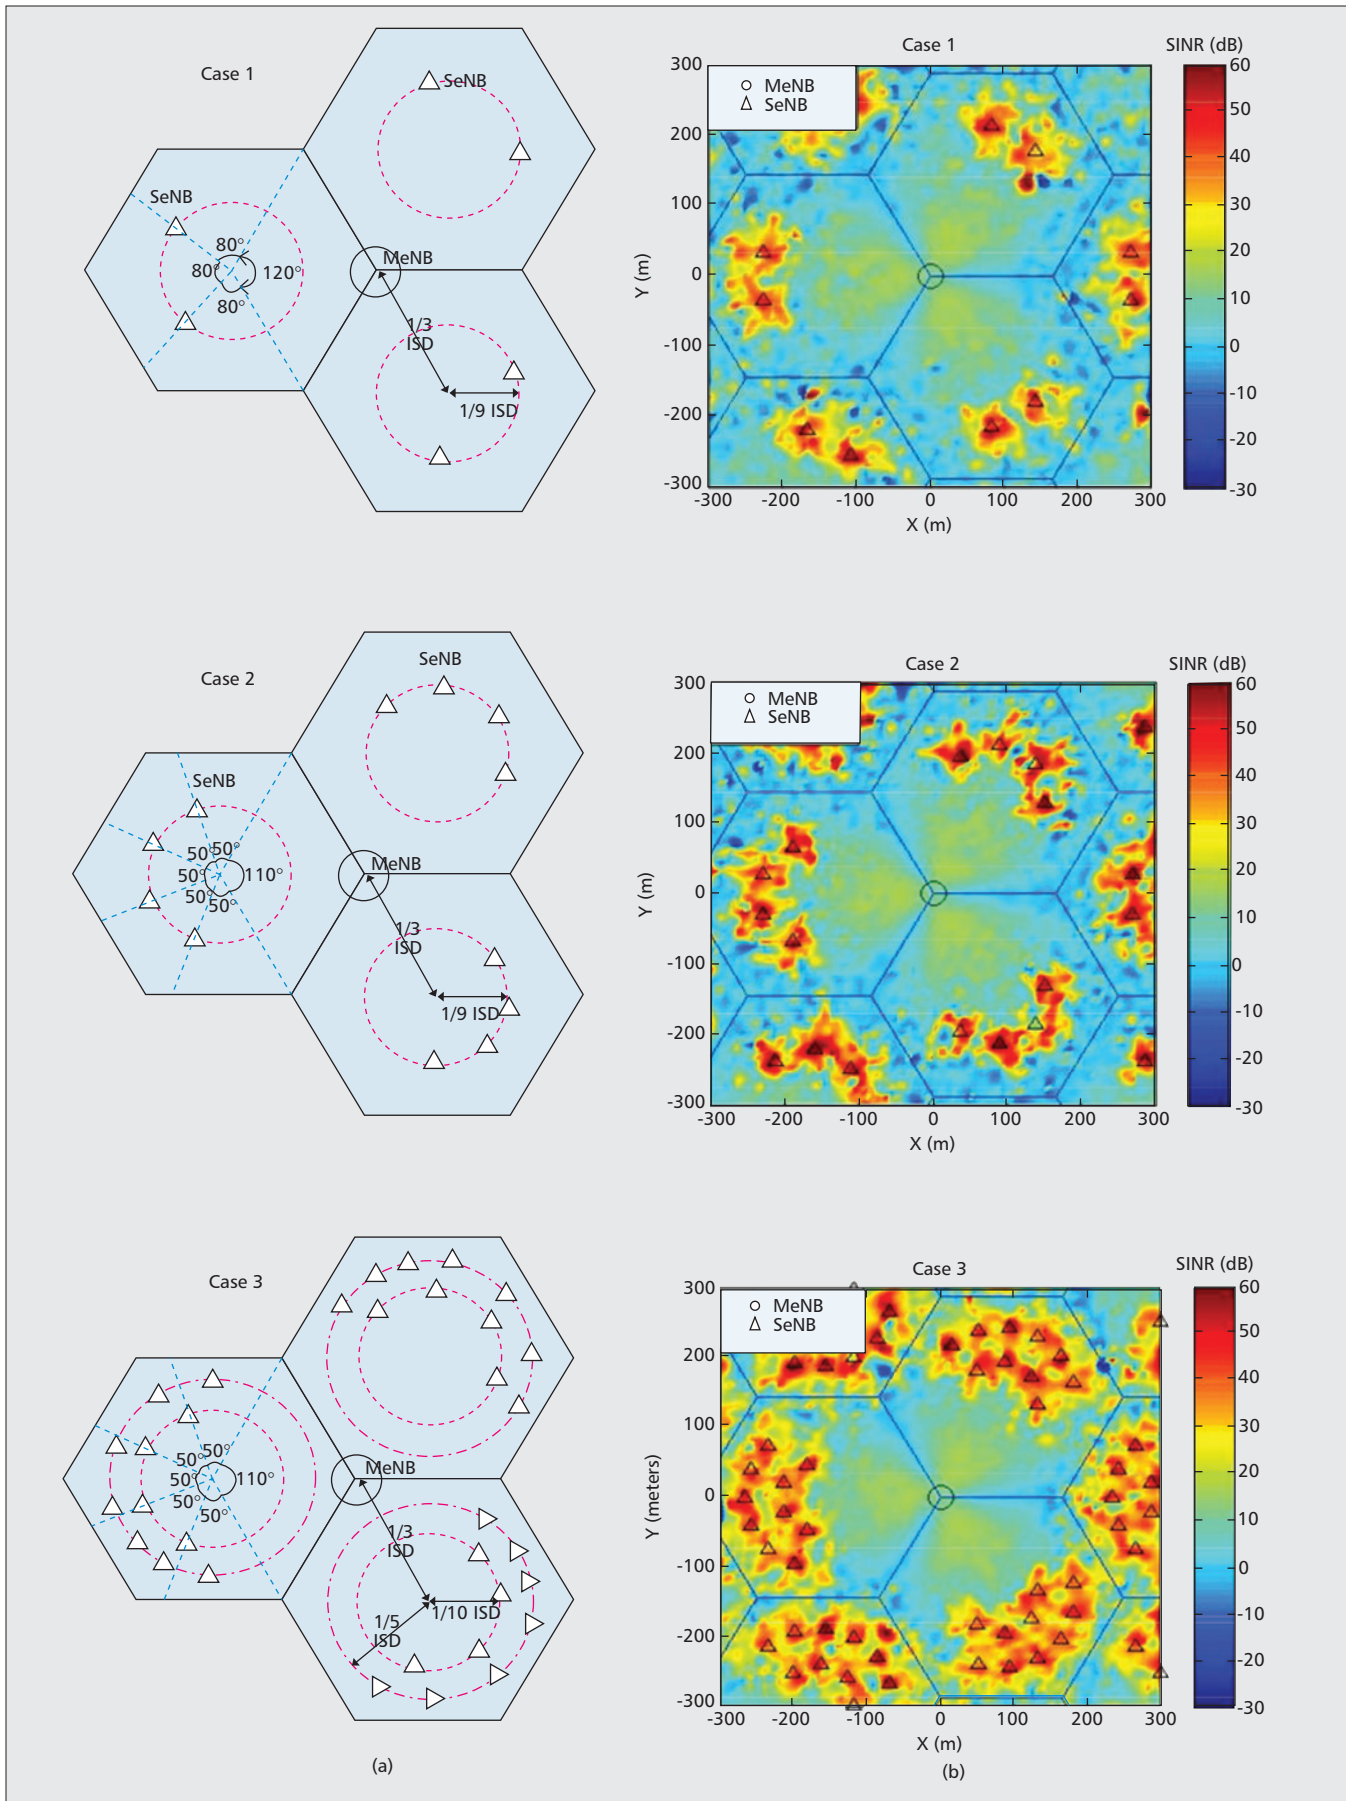 Case 1
SeNB
SeNB
80°
80°
120°
80°
MeNB
1/3
ISD
1/9 ISD
Case 1
SINR (dB)
MeNB
SeNB
300
200
100
0
-100
-200
-300
Y (m)
-300
-200
-100
0
100
200
300
X (m)
60
50
40
30
20
10
0
-10
-20
-30
Case 2
SeNB
SeNB
50°
50°
50°
110°
50°
50°
MeNB
1/3
ISD
1/9 ISD
Case 2
SINR (dB)
MeNB
SeNB
300
200
100
0
-100
-200
-300
Y (m)
-300
-200
-100
0
100
200
300
X (m)
60
50
40
30
20
10
0
-10
-20
-30
Case 3
50°
50°
50°
110°
50°
50°
MeNB
1/3
ISD
1/10 ISD
1/5
ISD
(a)
Case 3
SINR (dB)
MeNB
SeNB
300
200
100
0
-100
-200
-300
Y (meters)
-300
-200
-100
0
100
200
300
X (m)
60
50
40
30
20
10
0
-10
-20
-30
(b)